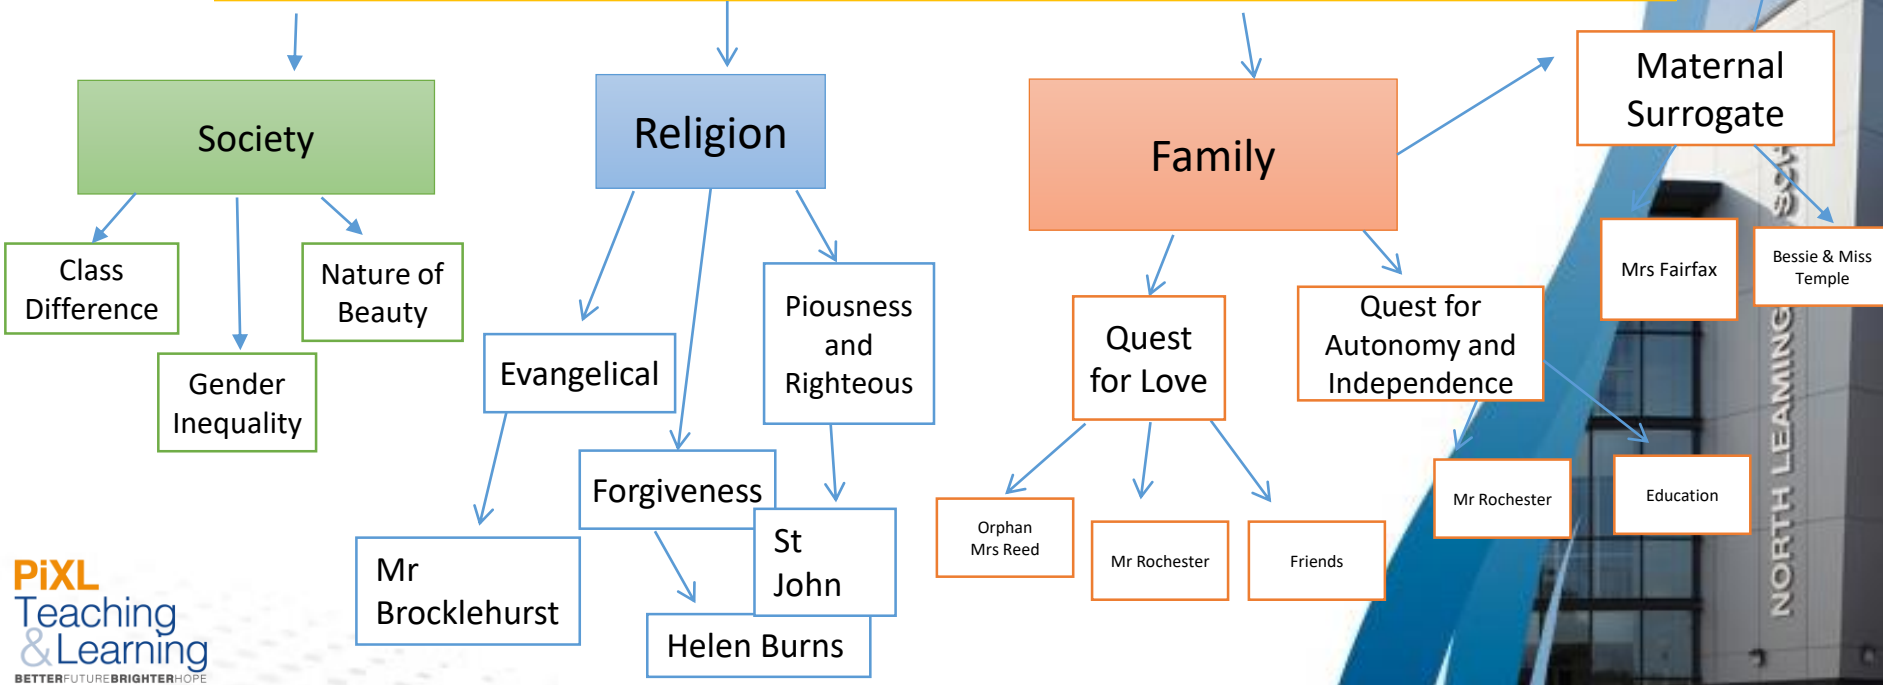 Society
Religion
Family
Maternal
Surrogate
Class
Difference
Gender
Inequality
Nature of
Beauty
Evangelical
Forgiveness
Piousness
and
Righteous
Mr
Brocklehurst
Helen Burns
St
John
Quest
for Love
Quest for
Autonomy and
Independence
Orphan
Mrs Reed
Mr Rochester
Friends
Mr Rochester
Education
Mrs Fairfax
Bessie & Miss
Temple
PiXL
Teaching
&Learning
BETTERFUTUREBRIGHTERHOPE
NORTH LEAMING